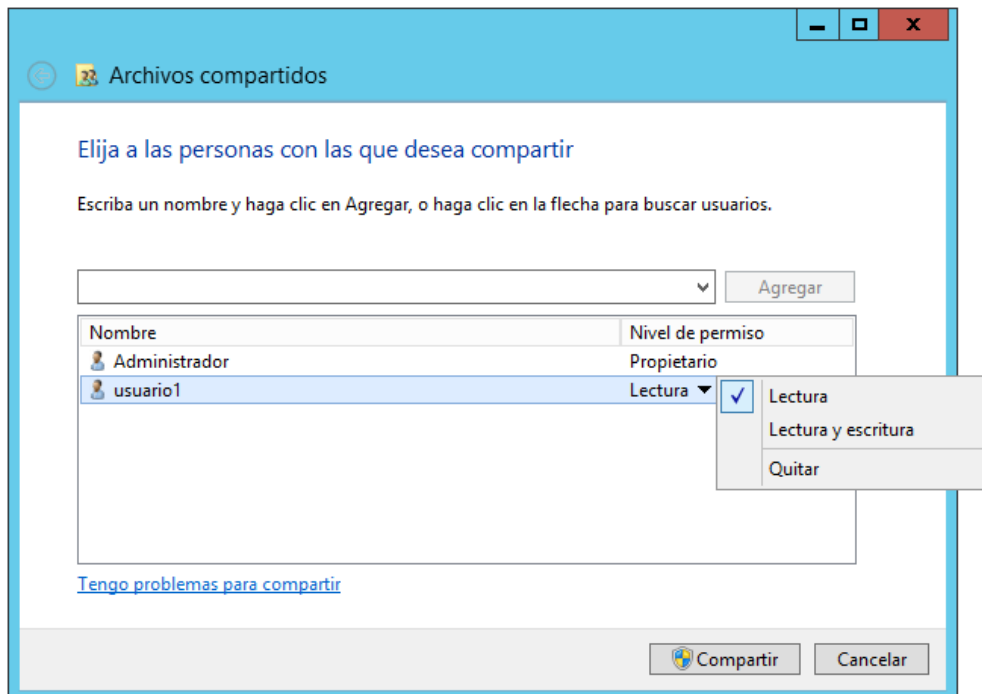 Archivos compartidos
Elija a las personas con las que desea compartir
Escriba un nombre y haga clic en Agregar, o haga clic en la flecha para buscar usuarios.
Agregar
Nombre Nivel de permiso
Administrador Propietario
usuario1 Lectura
Lectura
Lectura y escritura
Quitar
Tengo problemas para compartir
Compartir Cancelar